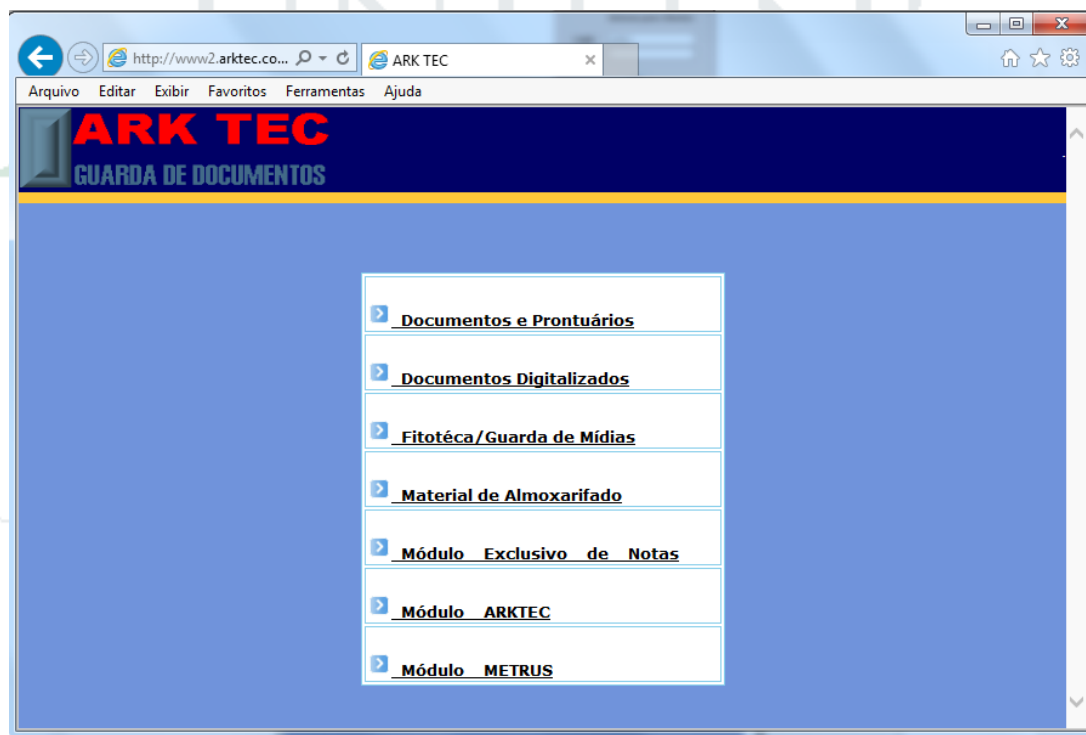 http://www2.arktec.co...
ARK TEC
Arquivo Editar Exibir Favoritos Ferramentas Ajuda
ARK TEC
GUARDA DE DOCUMENTOS
Documentos e Prontuários
Documentos Digitalizados
Fitotéca/Guarda de Mídias
Material de Almoxarifado
Módulo Exclusivo de Notas
Módulo ARKTEC
Módulo METRUS